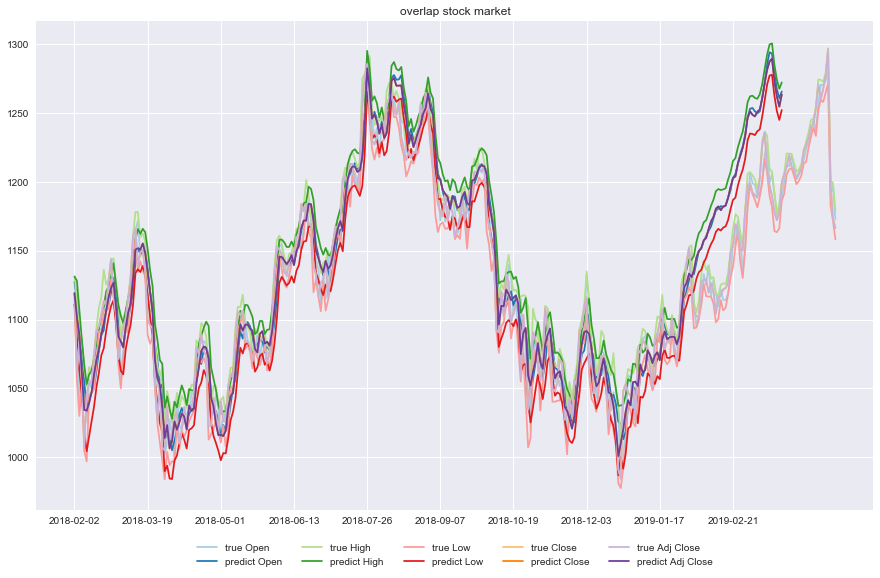 overlap stock market
1300
1250
1200
1150
1100
1050
1000
2018-02-02 2018-03-19 2018-05-01 2018-06-13 2018-07-26 2018-09-07 2018-10-19 2018-12-03 2019-01-17 2019-02-21
true Open true High true Low true Close true Adj Close
predict Open predict High predict Low predict Close predict Adj Close